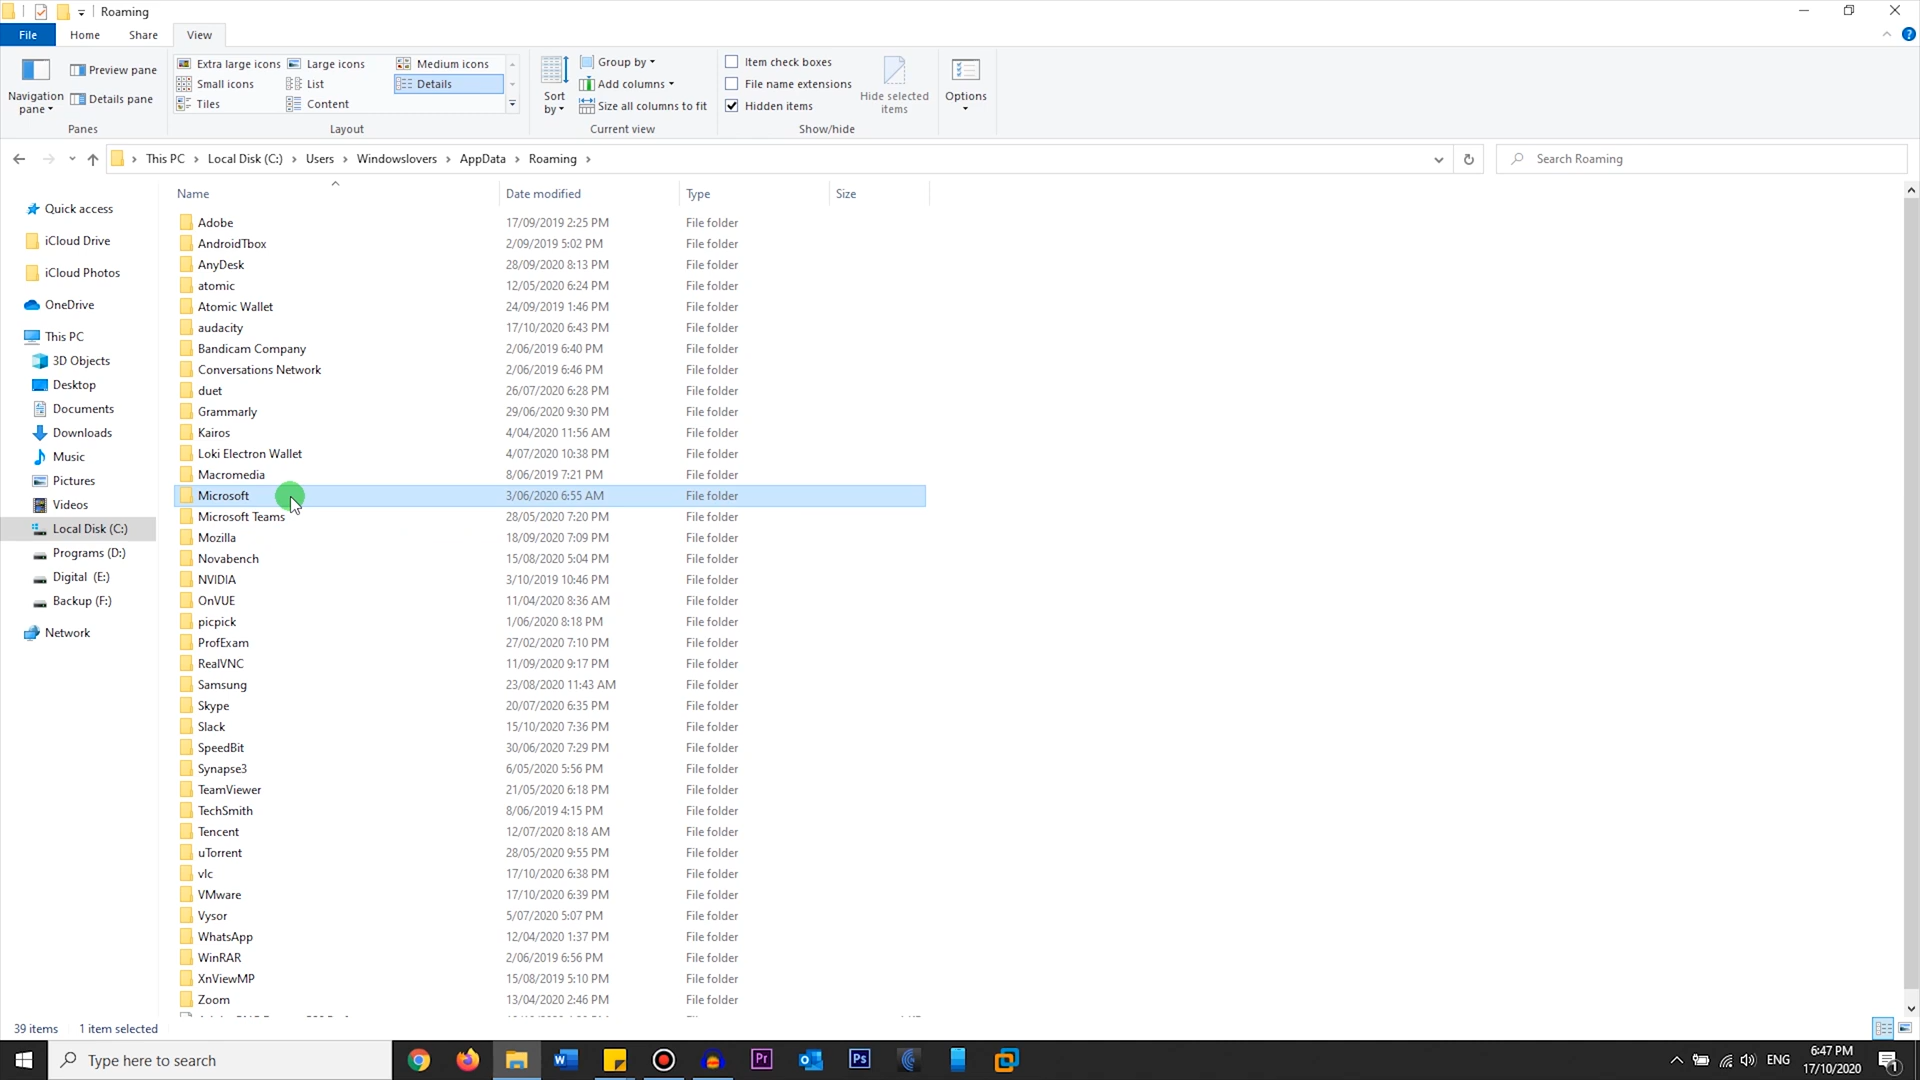 Roaming
File Home Share View
Navigation pane
Preview pane
Details pane
Panes
Extra large icons Large icons Medium icons
Small icons List Details
Tiles Content
Layout
Sort by
Group by
Add columns
Size all columns to fit
Current view
Item check boxes
File name extensions
Hidden items
Hide selected items
Show/hide
Options
This PC Local Disk (C:) Users Windowslovers AppData Roaming
Search Roaming
Quick access
iCloud Drive
iCloud Photos
OneDrive
This PC
3D Objects
Desktop
Documents
Downloads
Music
Pictures
Videos
Local Disk (C:)
Programs (D:)
Digital (E:)
Backup (F:)
Network
Name Date modified Type Size
Adobe 17/09/2019 2:25 PM File folder
AndroidTbox 2/09/2019 5:02 PM File folder
AnyDesk 28/09/2020 8:13 PM File folder
atomic 12/05/2020 6:24 PM File folder
Atomic Wallet 24/09/2019 1:46 PM File folder
audacity 17/10/2020 6:43 PM File folder
Bandicam Company 2/06/2019 6:40 PM File folder
Conversations Network 2/06/2019 6:46 PM File folder
duet 26/07/2020 6:28 PM File folder
Grammarly 29/06/2020 9:30 PM File folder
Kairos 4/04/2020 11:56 AM File folder
Loki Electron Wallet 4/07/2020 10:38 PM File folder
Macromedia 8/06/2019 7:21 PM File folder
Microsoft 3/06/2020 6:55 AM File folder
Microsoft Teams 28/05/2020 7:20 PM File folder
Mozilla 18/09/2020 7:09 PM File folder
Novabench 15/08/2020 5:04 PM File folder
NVIDIA 3/10/2019 10:46 PM File folder
OnVUE 11/04/2020 8:36 AM File folder
picpick 1/06/2020 8:18 PM File folder
ProfExam 27/02/2020 7:10 PM File folder
RealVNC 11/09/2020 9:17 PM File folder
Samsung 23/08/2020 11:43 AM File folder
Skype 20/07/2020 6:35 PM File folder
Slack 15/10/2020 7:36 PM File folder
SpeedBit 30/06/2020 7:29 PM File folder
Synapse3 6/05/2020 5:56 PM File folder
TeamViewer 21/05/2020 6:18 PM File folder
TechSmith 8/06/2019 4:15 PM File folder
Tencent 12/07/2020 8:18 AM File folder
uTorrent 28/05/2020 9:55 PM File folder
vlc 17/10/2020 6:38 PM File folder
VMware 17/10/2020 6:39 PM File folder
Vysor 5/07/2020 5:07 PM File folder
WhatsApp 12/04/2020 1:37 PM File folder
WinRAR 2/06/2019 6:56 PM File folder
XnViewMP 15/08/2019 5:10 PM File folder
Zoom 13/04/2020 2:46 PM File folder
39 items 1 item selected
Type here to search
Pr
Ps
ENG
6:47 PM
17/10/2020
1